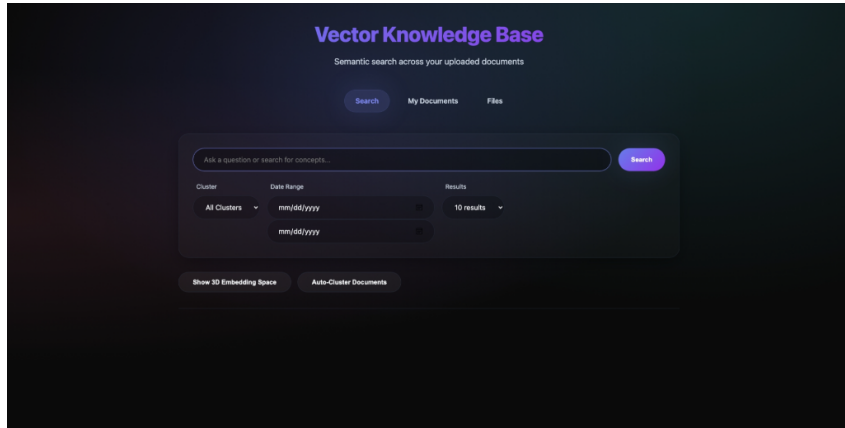 Vector Knowledge Base
Semantic search across your uploaded documents
Search My Documents Files
Ask a question or search for concepts... Search
Cluster Date Range Results
All Clusters mm/dd/yyyy 10 results
mm/dd/yyyy
Show 3D Embedding Space Auto-Cluster Documents